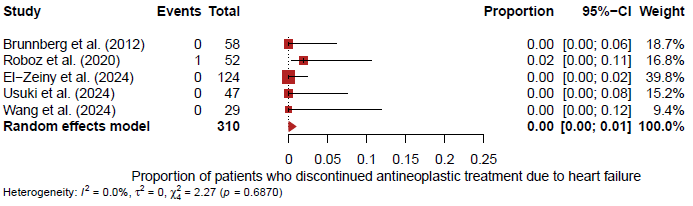 Study Events Total Proportion 95%−CI Weight
Brunnberg et al. (2012) 0 58 0.00 [0.00; 0.06] 18.7%
Roboz et al. (2020) 1 52 0.02 [0.00; 0.11] 16.8%
El−Zeiny et al. (2024) 0 124 0.00 [0.00; 0.02] 39.8%
Usuki et al. (2024) 0 47 0.00 [0.00; 0.08] 15.2%
Wang et al. (2024) 0 29 0.00 [0.00; 0.12] 9.4%
Random effects model 310 0.00 [0.00; 0.01] 100.0%
0 0.05 0.1 0.15 0.2 0.25
Proportion of patients who discontinued antineoplastic treatment due to heart failure
Heterogeneity: I² = 0.0%, τ² = 0, χ²₄ = 2.27 (p = 0.6870)